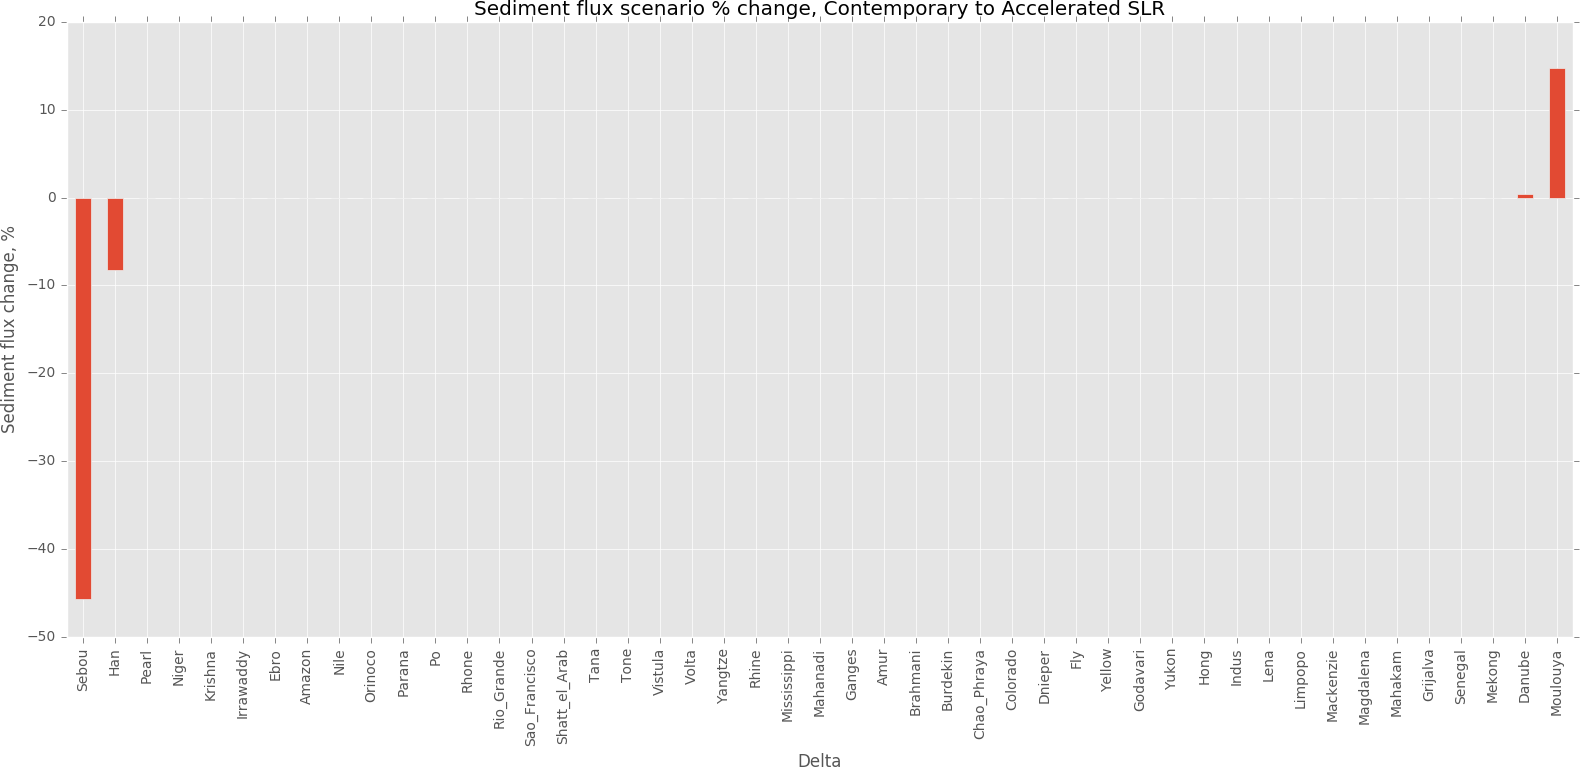 Sediment flux scenario % change, Contemporary to Accelerated SLR
20
10
0
−10
−20
−30
−40
−50
Sediment flux change, %
Sebou
Han
Pearl
Niger
Krishna
Irrawaddy
Ebro
Amazon
Nile
Orinoco
Parana
Po
Rhone
Rio_Grande
Sao_Francisco
Shatt_el_Arab
Tana
Tone
Vistula
Volta
Yangtze
Rhine
Mississippi
Mahanadi
Ganges
Amur
Brahmani
Burdekin
Chao_Phraya
Colorado
Dnieper
Fly
Yellow
Godavari
Yukon
Hong
Indus
Lena
Limpopo
Mackenzie
Magdalena
Mahakam
Grijalva
Senegal
Mekong
Danube
Moulouya
Delta